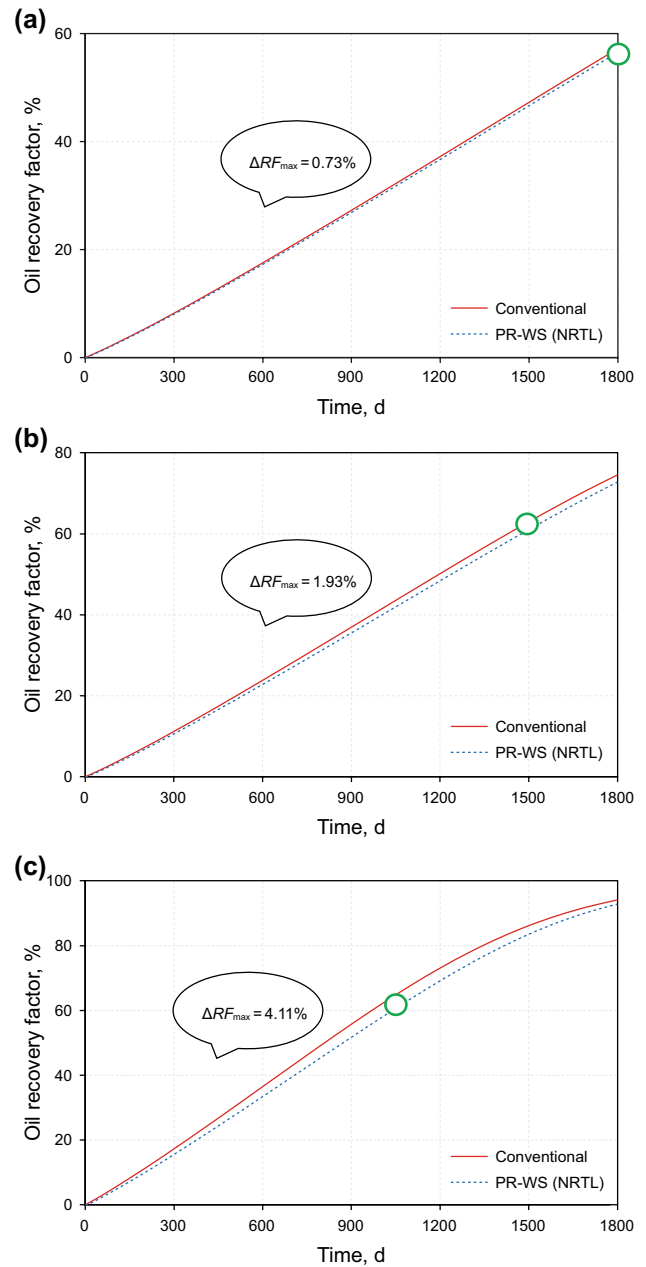 (a)
60
40
20
0
Oil recovery factor, %
ΔRFmax = 0.73%
Conventional
PR-WS (NRTL)
0 300 600 900 1200 1500 1800
Time, d
(b)
80
60
40
20
0
Oil recovery factor, %
ΔRFmax = 1.93%
Conventional
PR-WS (NRTL)
0 300 600 900 1200 1500 1800
Time, d
(c)
100
80
60
40
20
0
Oil recovery factor, %
ΔRFmax = 4.11%
Conventional
PR-WS (NRTL)
0 300 600 900 1200 1500 1800
Time, d